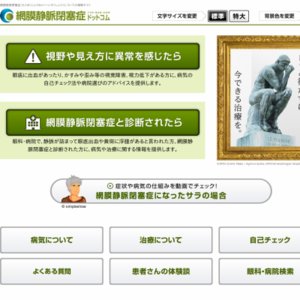 網膜静脈閉塞症ドットコム
文字サイズを変更する
標準
特大
背景色を変更する
視野や見え方に異常を感じたら
眼底に出血があったり、かすみや歪み等の視覚障害、視力低下がある方に、病気の
自己チェック法や病院選びのアドバイスを提供します。
網膜静脈閉塞症と診断されたら
眼科・病院で、静脈が詰まって眼底出血や黄斑に浮腫があると言われた方に、網膜静
脈閉塞症と診断された方に、病気や治療に関する情報を提供します。
今できる治療を。
症状や病気の仕組みを動画でチェック!
網膜静脈閉塞症になったサラの場合
病気について
治療について
自己チェック
よくある質問
患者さんの体験談
眼科・病院検索